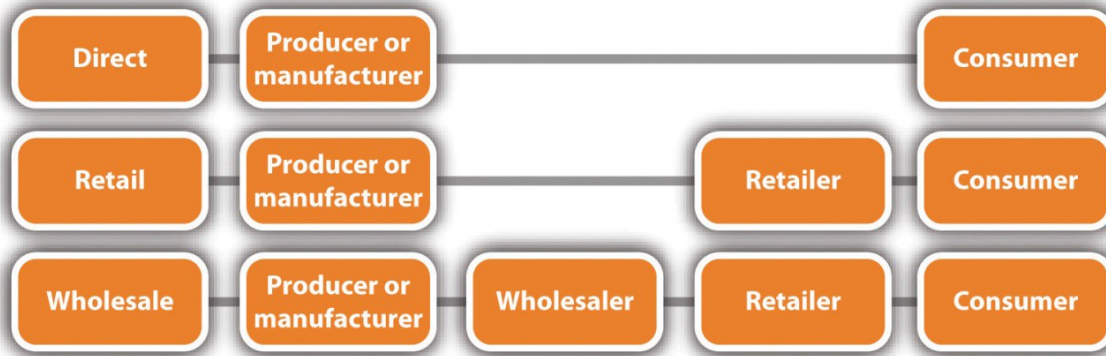 Direct
Producer or
manufacturer
Consumer
Retail
Producer or
manufacturer
Retailer
Consumer
Wholesale
Producer or
manufacturer
Wholesaler
Retailer
Consumer